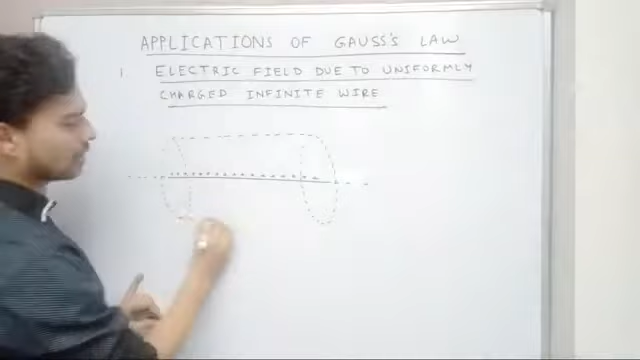 APPLICATIONS OF GAUSS'S LAW
1. ELECTRIC FIELD DUE TO UNIFORMLY
CHARGED INFINITE WIRE